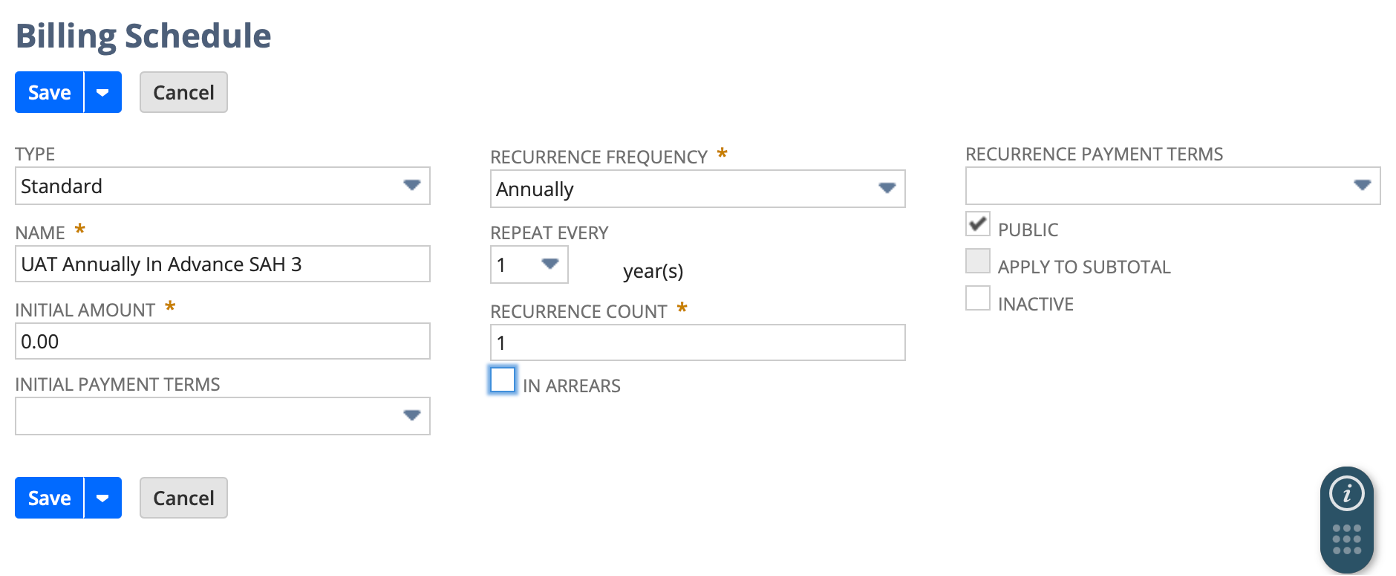 Billing Schedule
Save
Cancel
TYPE
Standard
NAME *
UAT Annually In Advance SAH 3
INITIAL AMOUNT *
0.00
INITIAL PAYMENT TERMS
RECURRENCE FREQUENCY *
Annually
REPEAT EVERY
1 year(s)
RECURRENCE COUNT *
1
IN ARREARS
RECURRENCE PAYMENT TERMS
PUBLIC
APPLY TO SUBTOTAL
INACTIVE
Save
Cancel
i